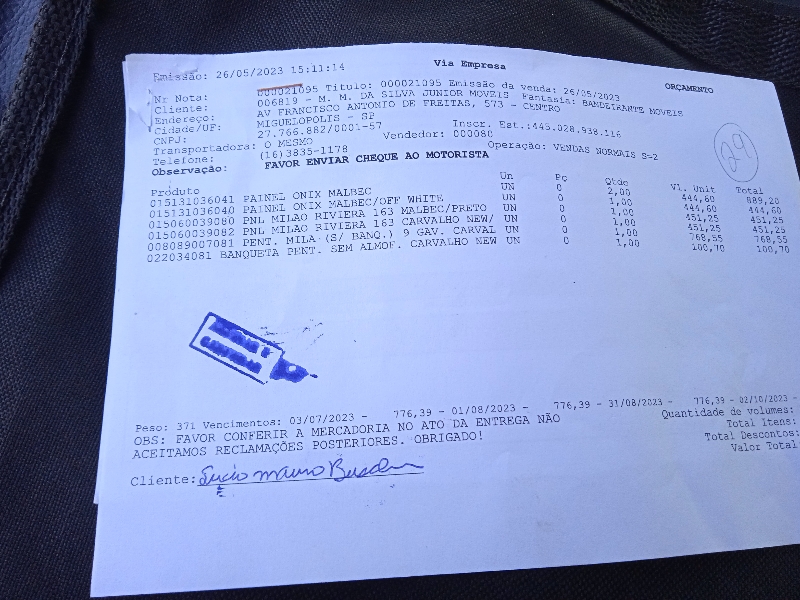 Emissão: 26/05/2023 15:11:14
Via Empresa
ORÇAMENTO
Nr Nota: 000021095 Titulo: 000021095 Emissão da venda: 26/05/2023
Cliente: 006819 - M. M. DA SILVA JUNIOR MOVEIS Fantasia: BANDEIRANTE MOVEIS
Endereço: AV FRANCISCO ANTONIO DE FREITAS, 573 - CENTRO
Cidade/UF: MIGUELOPOLIS - SP
CNPJ: 27.766.882/0001-57 Inscr. Est.:445.028.938.116
Transportadora: O MESMO Vendedor: 000080
Telefone: (16)3835-1178 Operação: VENDAS NORMAIS S=2
Observação: FAVOR ENVIAR CHEQUE AO MOTORISTA
29
Produto Un Pç Qtde Vl. Unit Total
015131036041 PAINEL ONIX MALBEC UN 0 2,00 444,60 889,20
015131036040 PAINEL ONIX MALBEC/OFF WHITE UN 0 1,00 444,60 444,60
015060039080 PNL MILAO RIVIERA 163 MALBEC/PRETO UN 0 1,00 451,25 451,25
015060039082 PNL MILAO RIVIERA 163 CARVALHO NEW/ UN 0 1,00 451,25 451,25
008089007081 PENT. MILA (S/ BANQ.) 9 GAV. CARVAL UN 0 1,00 768,55 768,55
022034081 BANQUETA PENT. SEM ALMOF. CARVALHO NEW UN 0 1,00 100,70 100,70
Peso: 371 Vencimentos: 03/07/2023 - 776,39 - 01/08/2023 - 776,39 - 31/08/2023 - 776,39 - 02/10/2023 -
OBS: FAVOR CONFERIR A MERCADORIA NO ATO DA ENTREGA NÃO
ACEITAMOS RECLAMAÇÕES POSTERIORES. OBRIGADO!
Quantidade de volumes:
Total Itens:
Total Descontos:
Valor Total:
Cliente: Lucio mauro